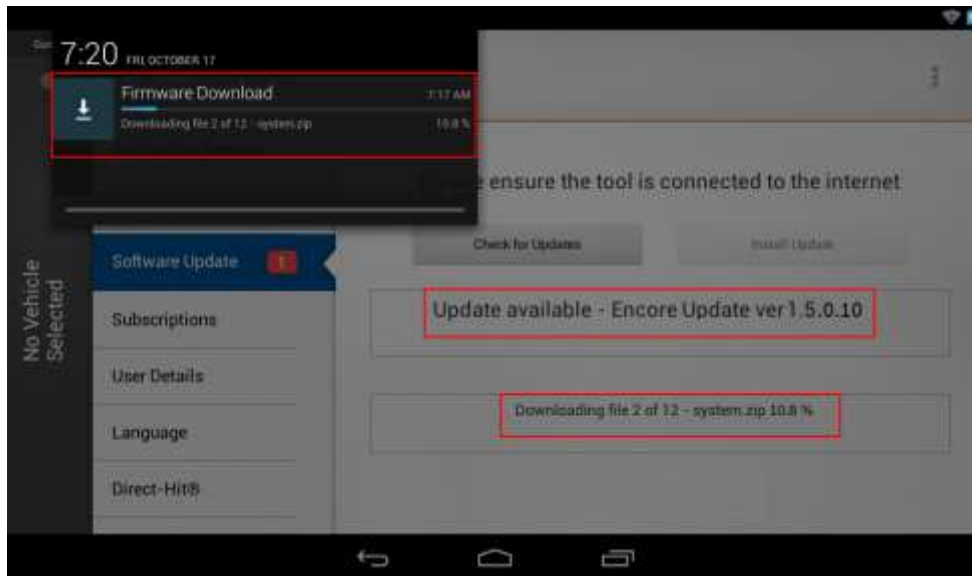 7:20 FRI, OCTOBER 17
Firmware Download 7:17 AM
Downloading file 2 of 12 - system.zip 10.8 %
ensure the tool is connected to the internet
Check for Updates Install Update
Software Update 1
Update available - Encore Update ver 1.5.0.10
No Vehicle
Selected
Subscriptions
User Details
Downloading file 2 of 12 - system.zip 10.8 %
Language
Direct-Hit®